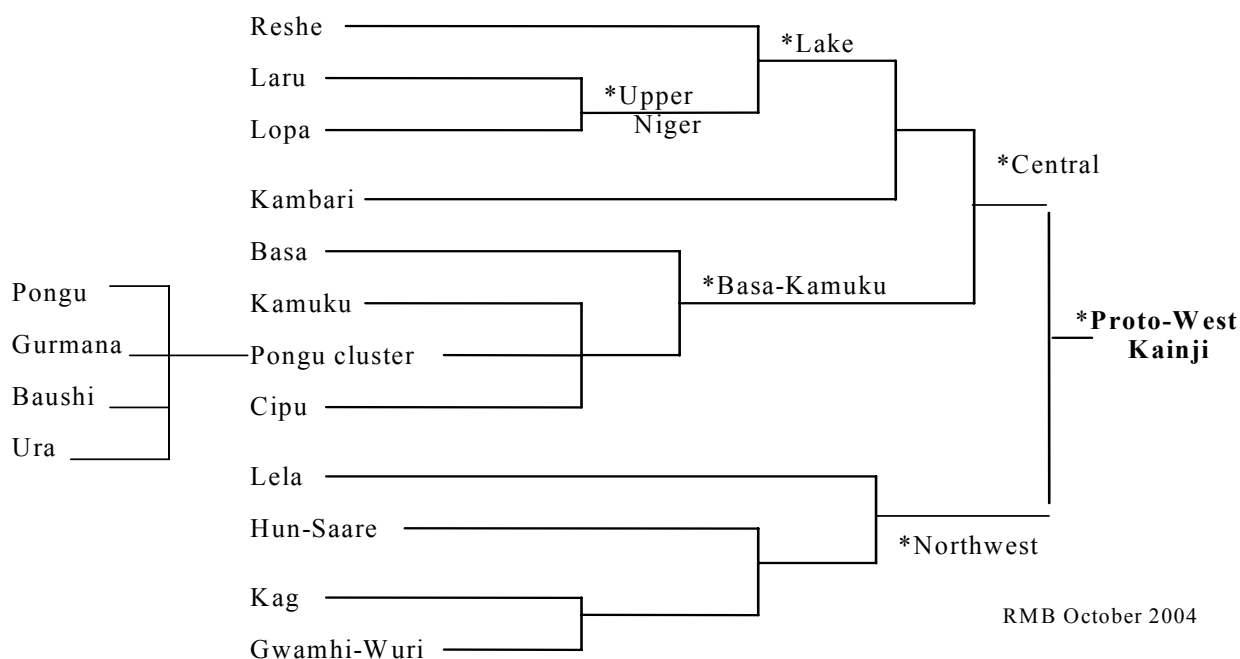 Reshe
*Lake
Laru
*Upper
Niger
Lopa
*Central
Kambari
Basa
Pongu
*Basa-Kamuku
Kamuku
*Proto-West
Kainji
Gurmana
Pongu cluster
Baushi
Cipu
Ura
Lela
Hun-Saare
*Northwest
Kag
RMB October 2004
Gwamhi-Wuri